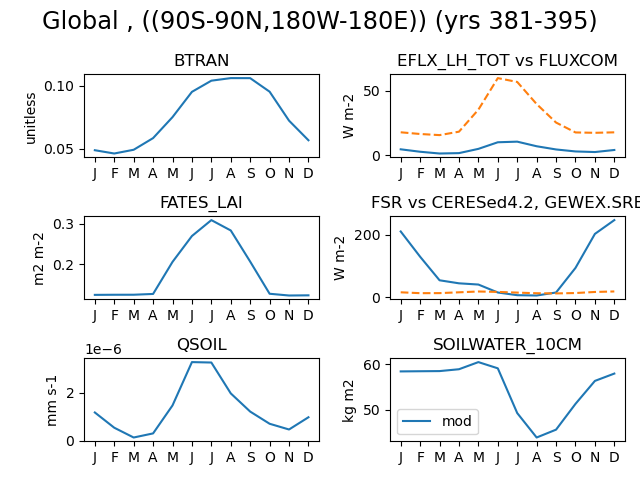 Global , ((90S-90N,180W-180E)) (yrs 381-395)
BTRAN
unitless
0.10
0.05
J F M A M J J A S O N D
EFLX_LH_TOT vs FLUXCOM
W m-2
50
0
J F M A M J J A S O N D
FATES_LAI
m2 m-2
0.3
0.2
J F M A M J J A S O N D
FSR vs CERESed4.2, GEWEX.SRB
W m-2
200
0
J F M A M J J A S O N D
QSOIL
1e−6
mm s-1
2
0
J F M A M J J A S O N D
SOILWATER_10CM
kg m2
60
50
mod
J F M A M J J A S O N D